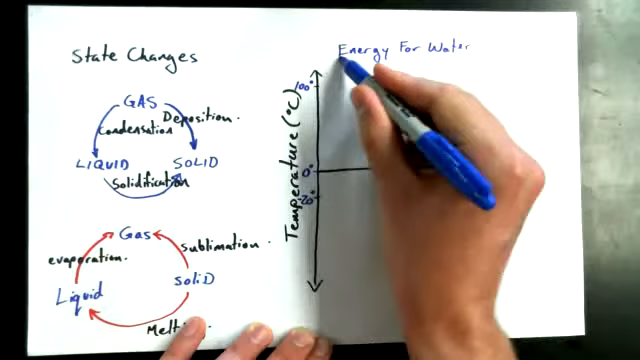 State Changes
GAS
Condensation
Deposition.
LIQUID
SOLID
Solidification
Gas
evaporation.
sublimation.
Liquid
SoliD
Energy For Water
100°
0°
-20°
Temperature (°C)